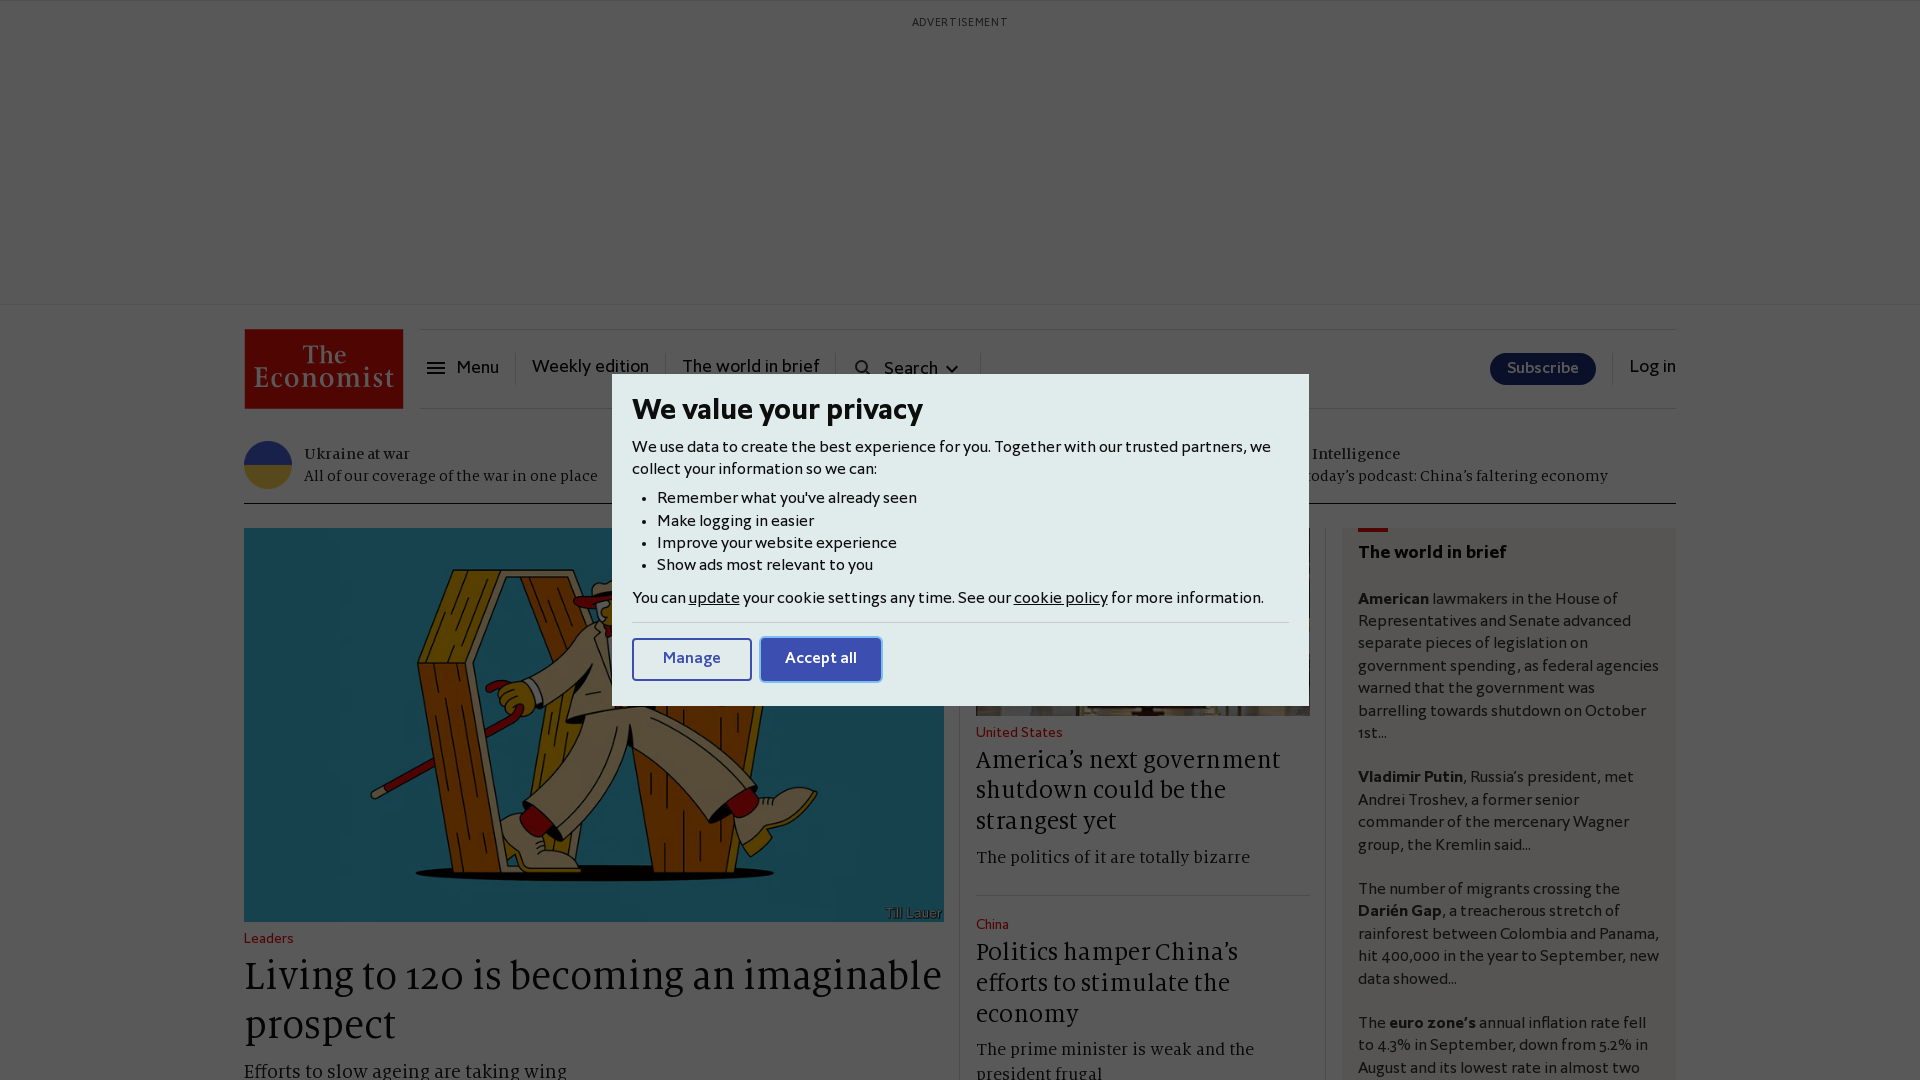 ADVERTISEMENT
The
Economist
Menu
Weekly edition
The world in brief
Search
Subscribe
Log in
Ukraine at war
All of our coverage of the war in one place
Intelligence
today's podcast: China's faltering economy
We value your privacy
We use data to create the best experience for you. Together with our trusted partners, we
collect your information so we can:
Remember what you've already seen
Make logging in easier
Improve your website experience
Show ads most relevant to you
You can update your cookie settings any time. See our cookie policy for more information.
Manage
Accept all
Till Lauer
Leaders
Living to 120 is becoming an imaginable
prospect
Efforts to slow ageing are taking wing
United States
America's next government
shutdown could be the
strangest yet
The politics of it are totally bizarre
China
Politics hamper China's
efforts to stimulate the
economy
The prime minister is weak and the
president frugal
The world in brief
American lawmakers in the House of
Representatives and Senate advanced
separate pieces of legislation on
government spending, as federal agencies
warned that the government was
barrelling towards shutdown on October
1st...
Vladimir Putin, Russia's president, met
Andrei Troshev, a former senior
commander of the mercenary Wagner
group, the Kremlin said...
The number of migrants crossing the
Darién Gap, a treacherous stretch of
rainforest between Colombia and Panama,
hit 400,000 in the year to September, new
data showed...
The euro zone's annual inflation rate fell
to 4.3% in September, down from 5.2% in
August and its lowest rate in almost two